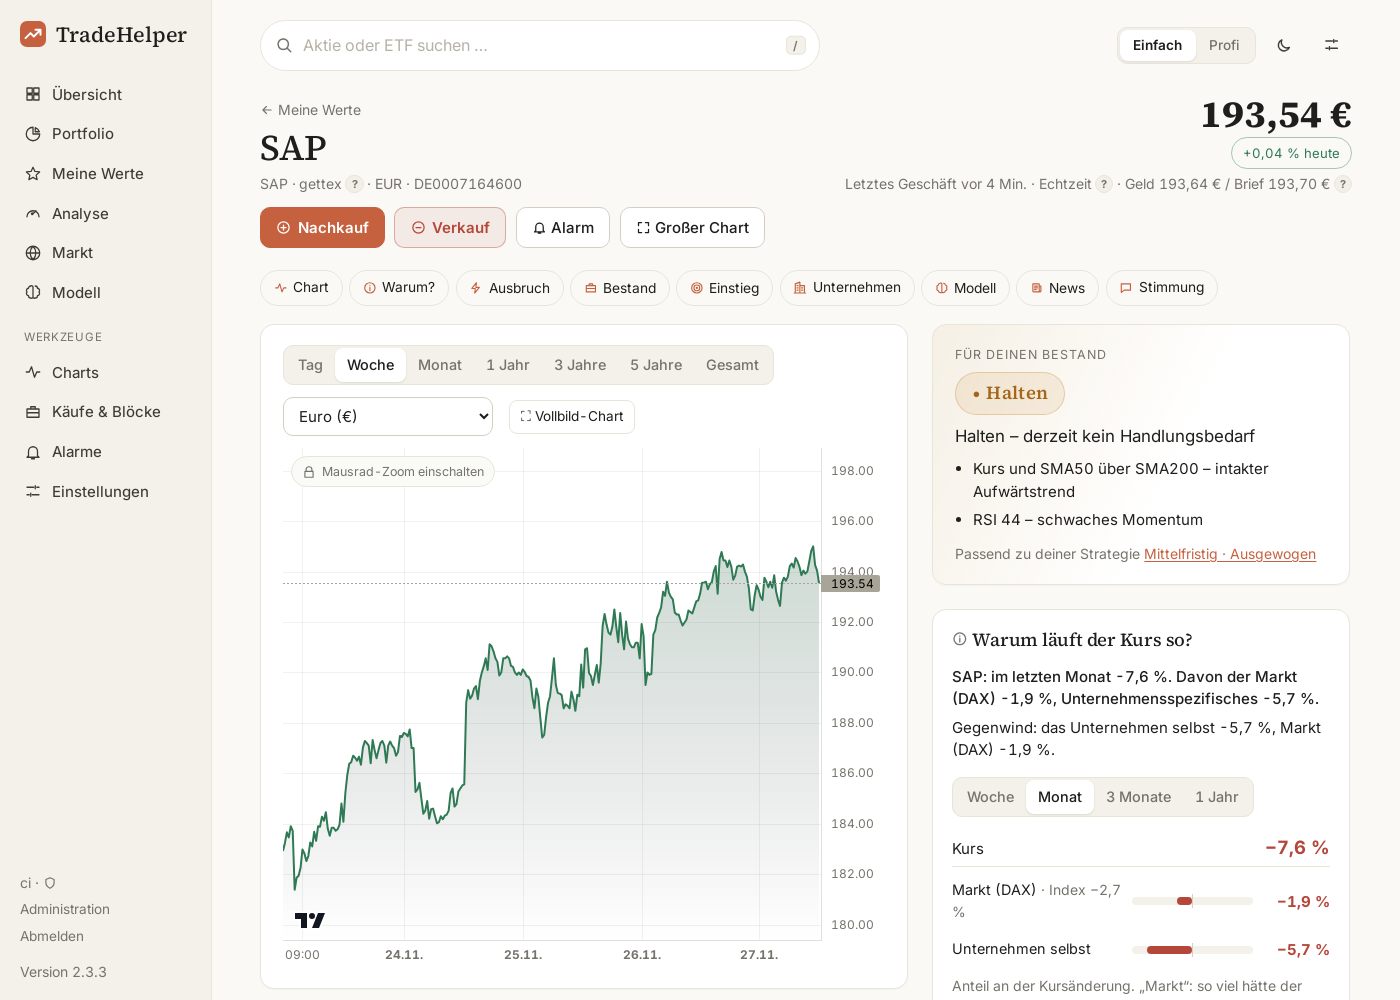 TradeHelper
Übersicht
Portfolio
Meine Werte
Analyse
Markt
Modell
WERKZEUGE
Charts
Käufe & Blöcke
Alarme
Einstellungen
ci ·
Administration
Abmelden
Version 2.3.3
Aktie oder ETF suchen ...
/
Einfach
Profi
← Meine Werte
SAP
SAP · gettex ? · EUR · DE0007164600
193,54 €
+0,04 % heute
Letztes Geschäft vor 4 Min. · Echtzeit ? · Geld 193,64 € / Brief 193,70 € ?
Nachkauf
Verkauf
Alarm
Großer Chart
Chart
Warum?
Ausbruch
Bestand
Einstieg
Unternehmen
Modell
News
Stimmung
Tag
Woche
Monat
1 Jahr
3 Jahre
5 Jahre
Gesamt
Euro (€)
Vollbild-Chart
Mausrad-Zoom einschalten
198.00
196.00
194.00
193.54
192.00
190.00
188.00
186.00
184.00
182.00
180.00
09:00
24.11.
25.11.
26.11.
27.11.
FÜR DEINEN BESTAND
• Halten
Halten – derzeit kein Handlungsbedarf
• Kurs und SMA50 über SMA200 – intakter
Aufwärtstrend
• RSI 44 – schwaches Momentum
Passend zu deiner Strategie Mittelfristig · Ausgewogen
Warum läuft der Kurs so?
SAP: im letzten Monat -7,6 %. Davon der Markt
(DAX) -1,9 %, Unternehmensspezifisches -5,7 %.
Gegenwind: das Unternehmen selbst -5,7 %, Markt
(DAX) -1,9 %.
Woche
Monat
3 Monate
1 Jahr
Kurs
−7,6 %
Markt (DAX) · Index −2,7
%
−1,9 %
Unternehmen selbst
−5,7 %
Anteil an der Kursänderung. „Markt“: so viel hätte der